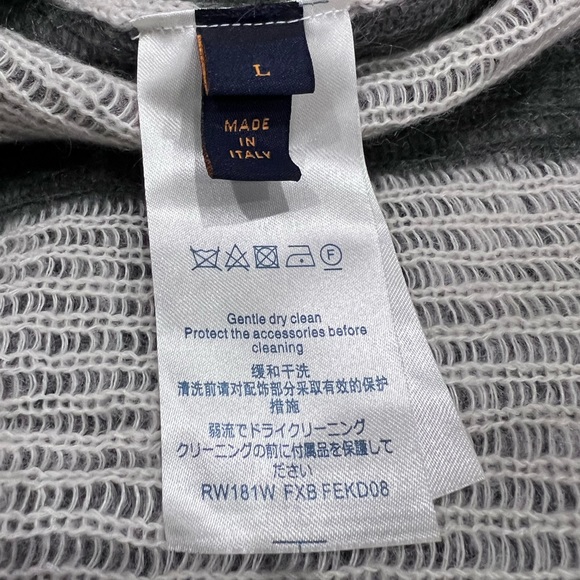 L
MADE
IN
ITALY
F
Gentle dry clean
Protect the accessories before
cleaning
缓和干洗
清洗前请对配饰部分采取有效的保护
措施
弱流でドライクリーニング
クリーニングの前に付属品を保護して
ださい
RW181W FXB FEKD08